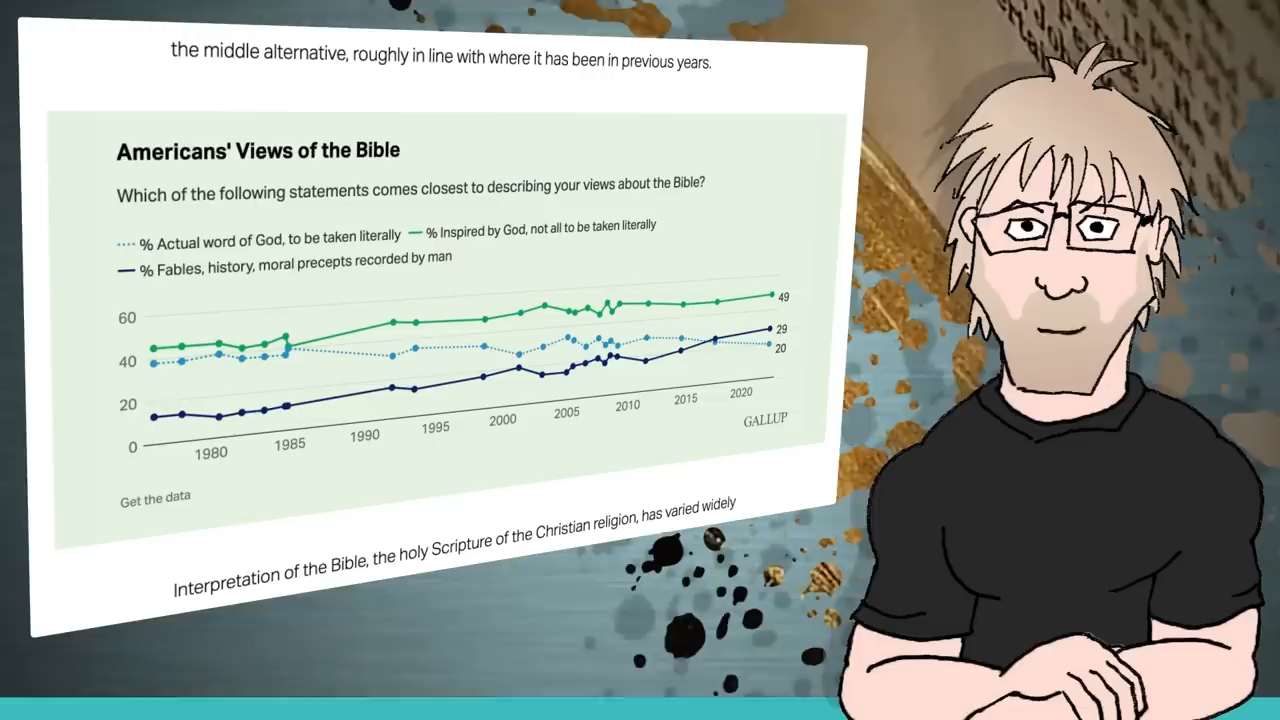 the middle alternative, roughly in line with where it has been in previous years.
Americans' Views of the Bible
Which of the following statements comes closest to describing your views about the Bible?
% Actual word of God, to be taken literally % Inspired by God, not all to be taken literally
% Fables, history, moral precepts recorded by man
60
40
20
0
49
29
20
1980 1985 1990 1995 2000 2005 2010 2015 2020
GALLUP
Get the data
Interpretation of the Bible, the holy Scripture of the Christian religion, has varied widely